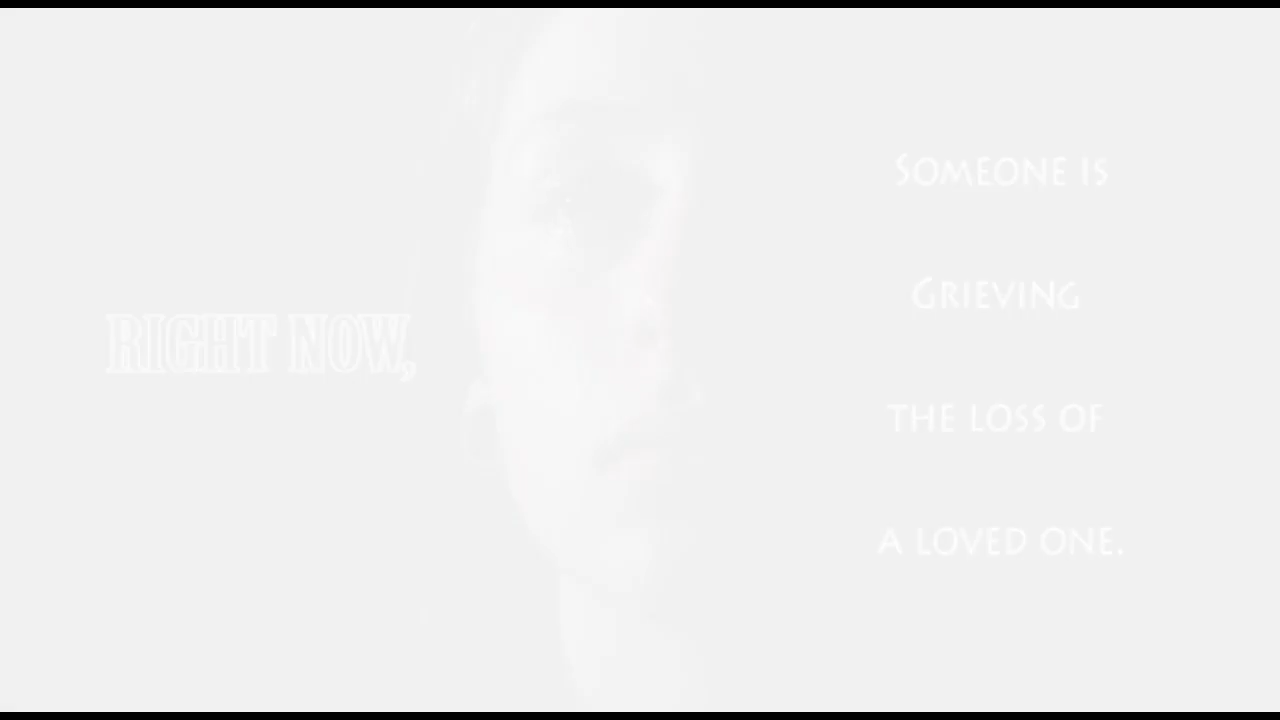 RIGHT NOW,
SOMEONE IS
GRIEVING
THE LOSS OF
A LOVED ONE.